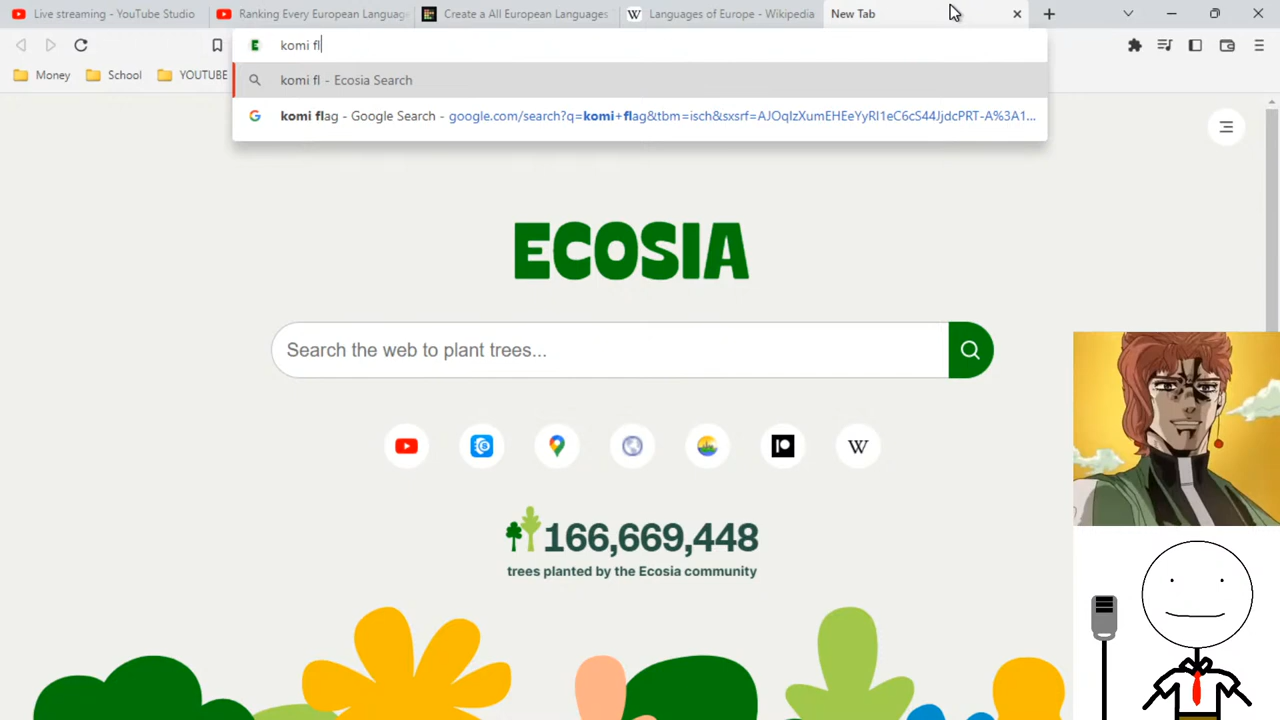 Live streaming - YouTube Studio
Ranking Every European Languag
Create a All European Languages
Languages of Europe - Wikipedia
New Tab
komi fl
Money
School
YOUTUBE
komi fl - Ecosia Search
komi flag - Google Search - google.com/search?q=komi+flag&tbm=isch&sxsrf=AJOqIzXumEHEeYyRI1eC6cS44JjdcPRT-A%3A1...
ECOSIA
Search the web to plant trees...
166,669,448
trees planted by the Ecosia community